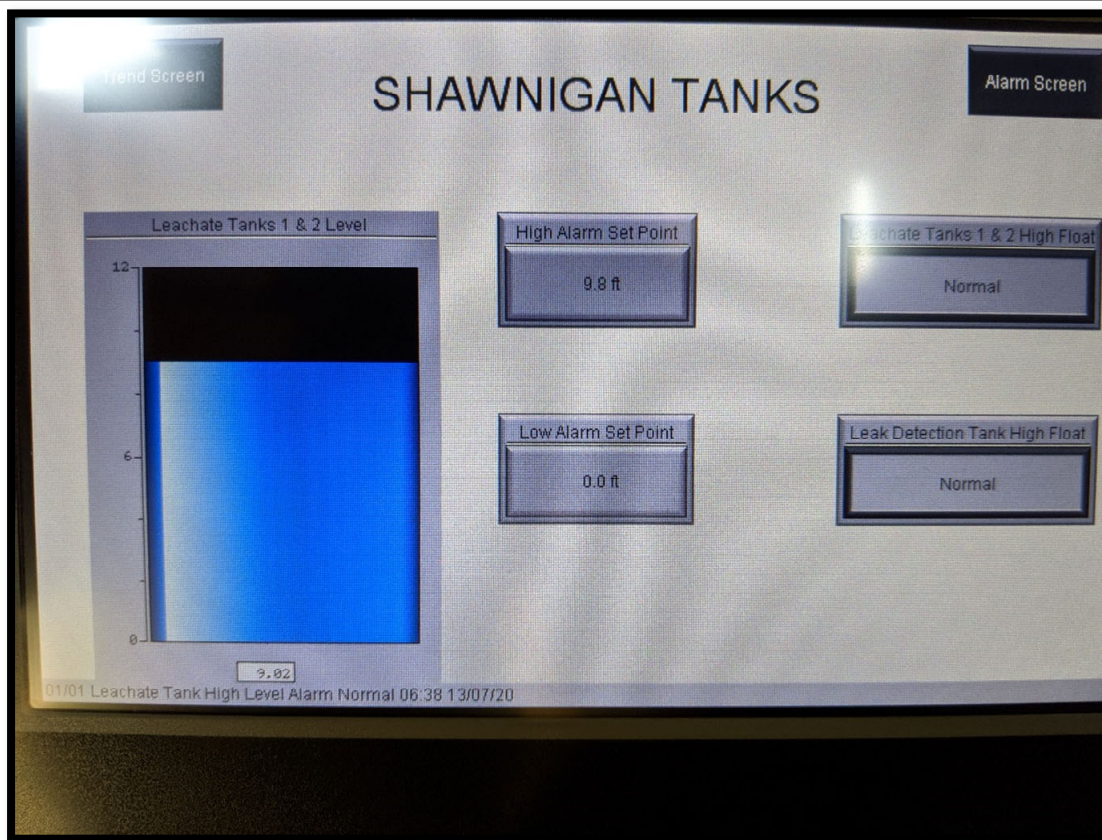 Trend Screen
SHAWNIGAN TANKS
Alarm Screen
Leachate Tanks 1 & 2 Level
12
6
0
9.02
High Alarm Set Point
9.8 ft
Leachate Tanks 1 & 2 High Float
Normal
Low Alarm Set Point
0.0 ft
Leak Detection Tank High Float
Normal
01/01 Leachate Tank High Level Alarm Normal 06:38 13/07/20